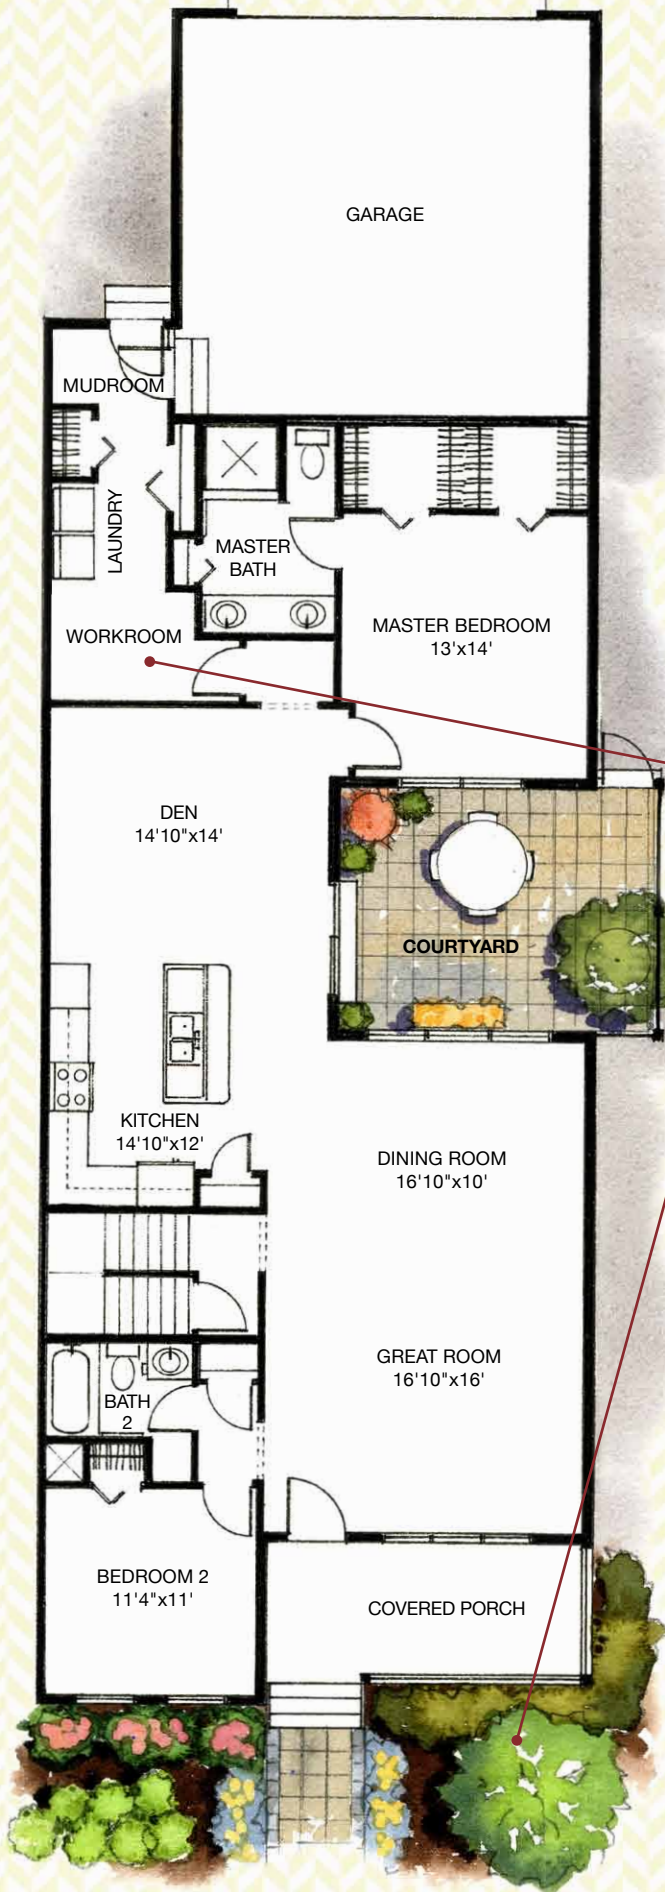 GARAGE
MUDROOM
LAUNDRY
MASTER
BATH
WORKROOM
MASTER BEDROOM
13'x14'
DEN
14'10"x14'
COURTYARD
KITCHEN
14'10"x12'
DINING ROOM
16'10"x10'
GREAT ROOM
16'10"x16'
BATH
2
BEDROOM 2
11'4"x11'
COVERED PORCH